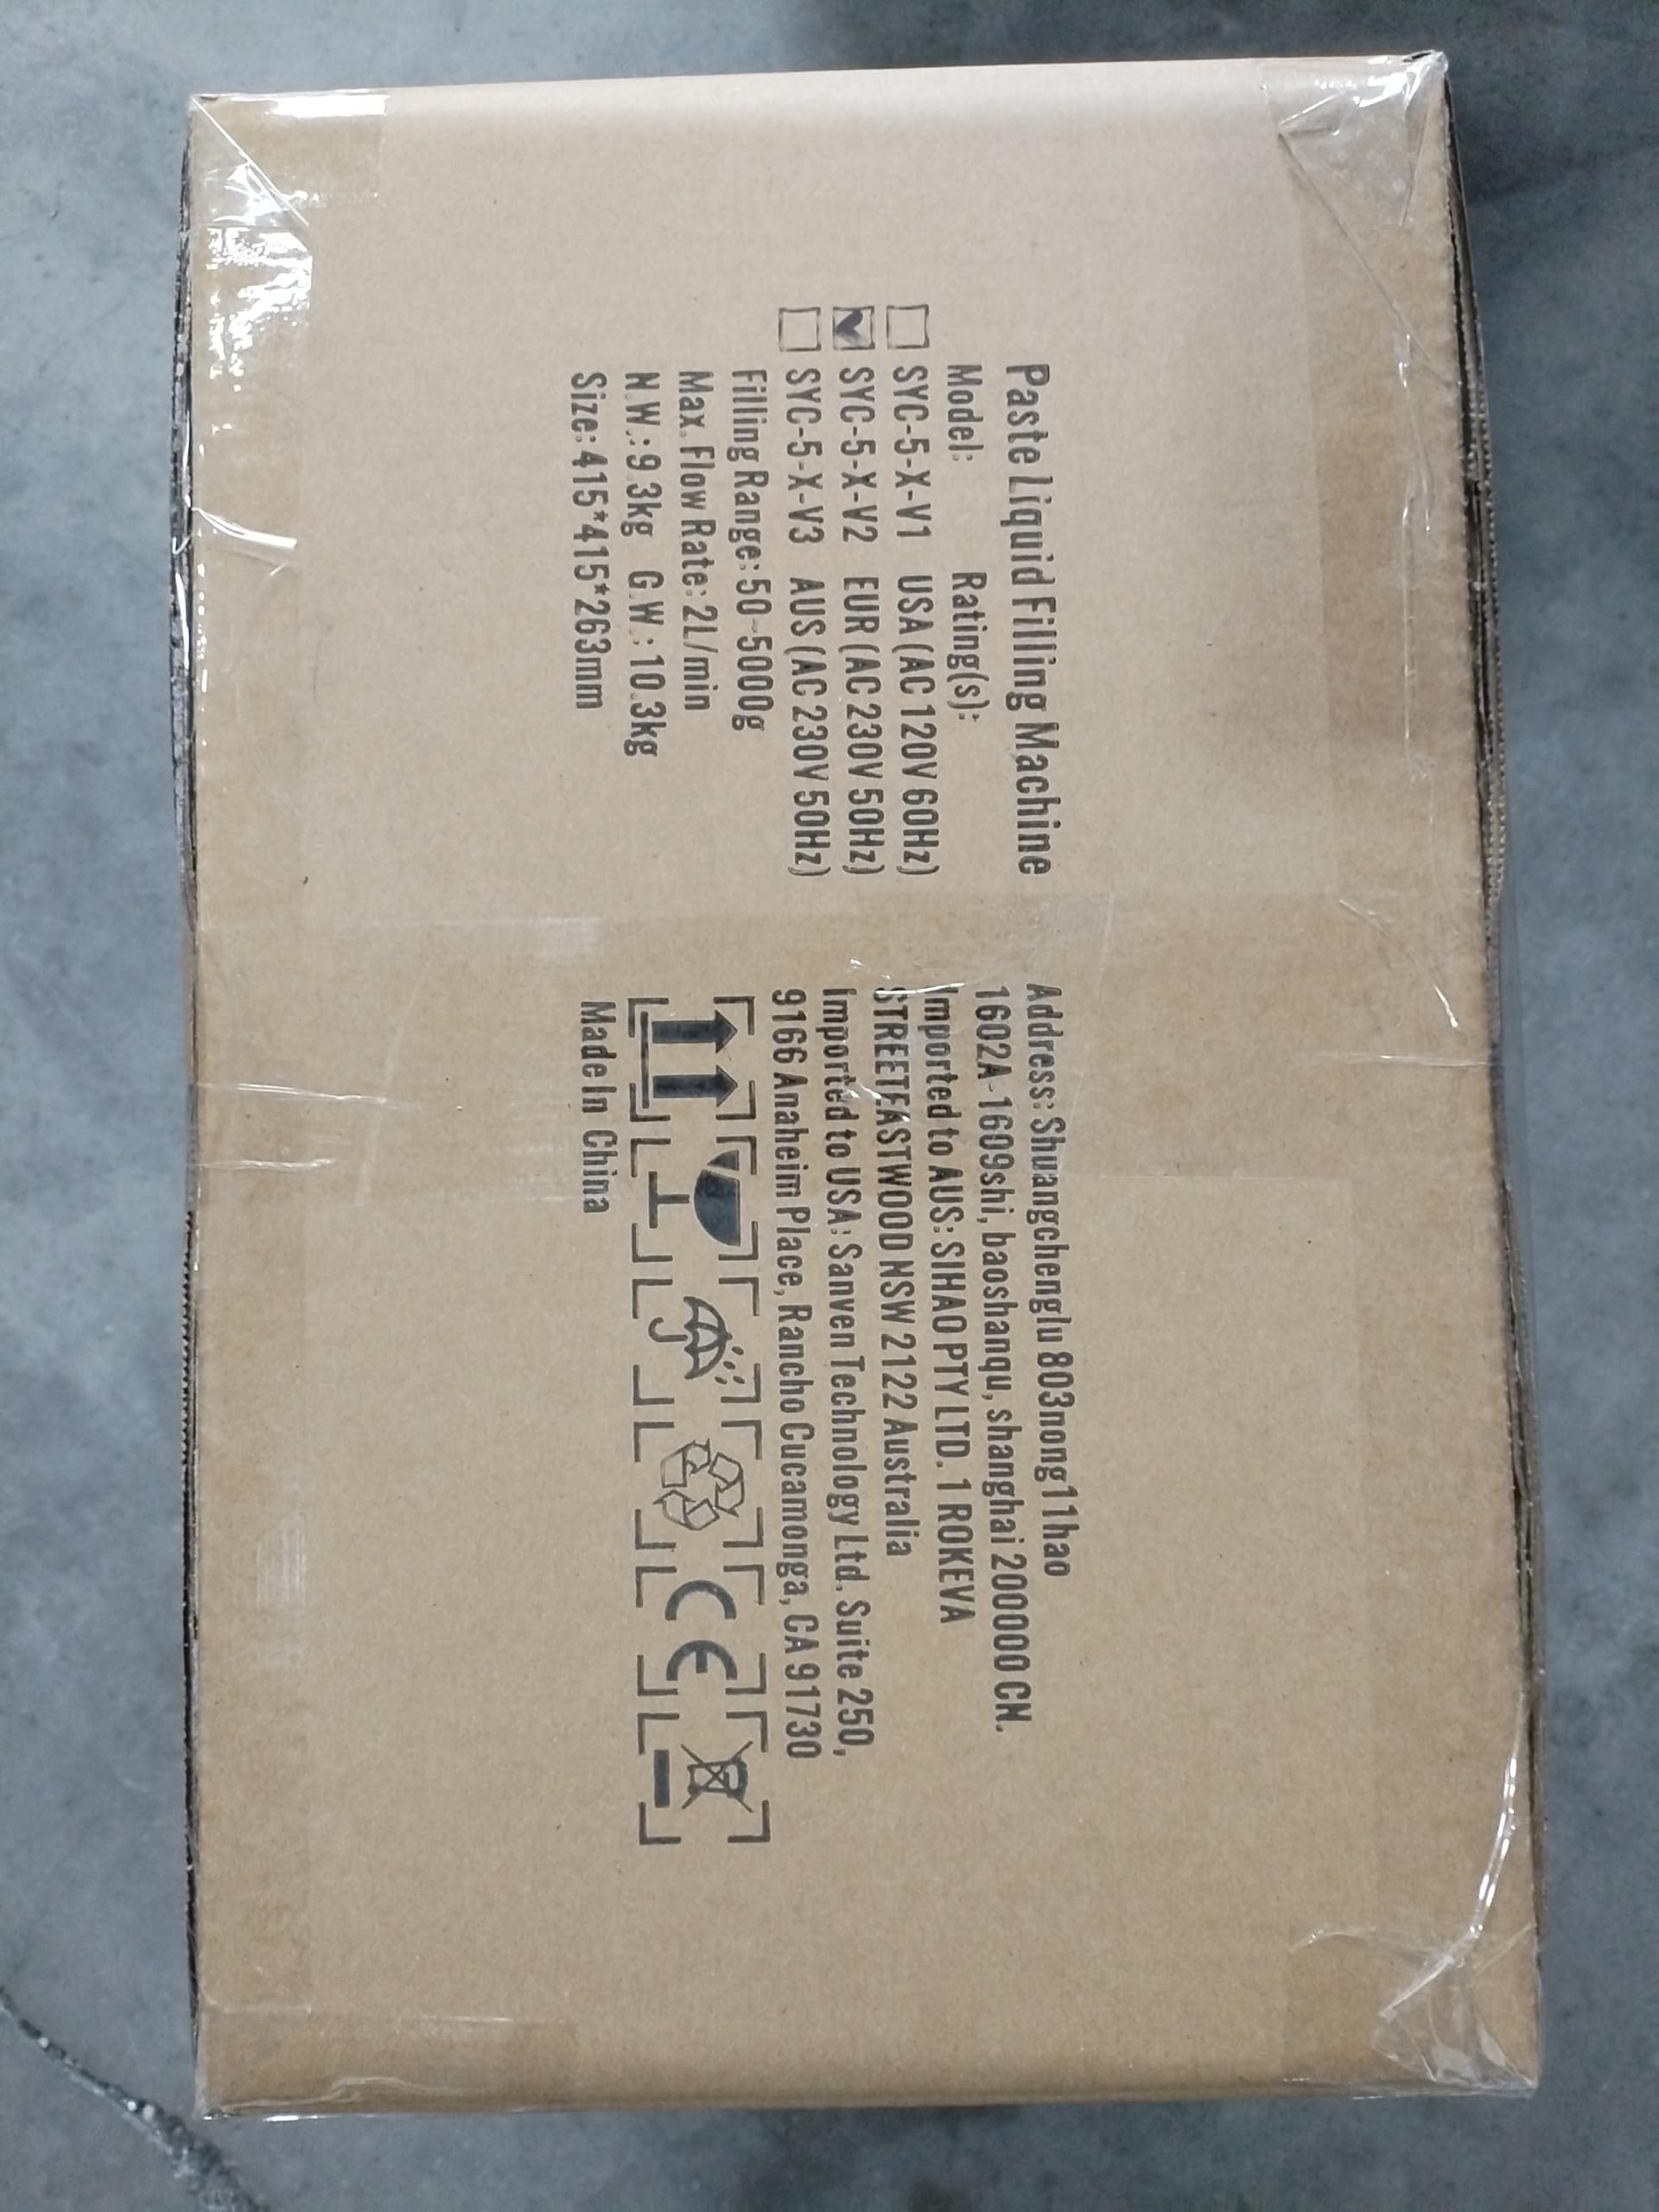 Paste Liquid Filling Machine
Model: Rating(s):
SYC-5-X-V1 USA (AC 120V 60Hz)
SYC-5-X-V2 EUR (AC 230V 50Hz)
SYC-5-X-V3 AUS (AC 230V 50Hz)
Filling Range: 50-5000g
Max. Flow Rate: 2L/min
N.W.: 9.3kg G.W.: 10.3kg
Size: 415*415*263mm
Address: Shuangchenglu 803nong11hao
1602A-1609shi, baoshanqu, shanghai 200000 CN.
Imported to AUS: SIHAO PTY LTD. 1 ROKEVA
STREETEASTWOOD NSW 2122 Australia
Imported to USA: Sanven Technology Ltd. Suite 250,
9166 Anaheim Place, Rancho Cucamonga, CA 91730
CE
Made In China